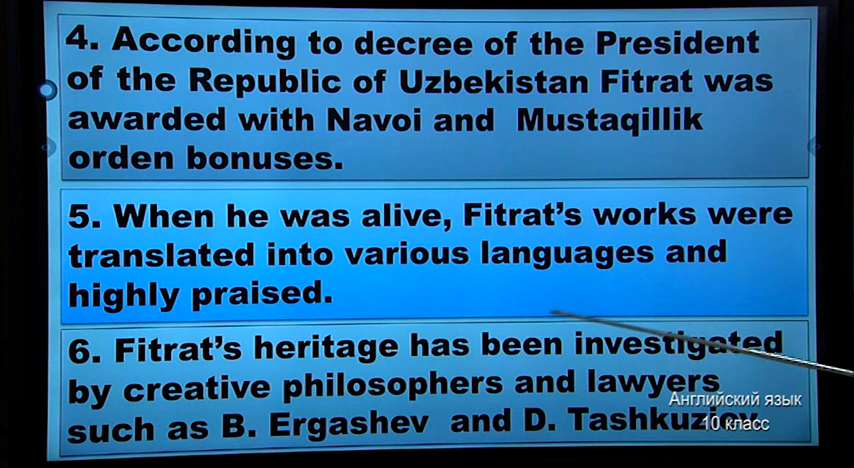 4. According to decree of the President
of the Republic of Uzbekistan Fitrat was
awarded with Navoi and Mustaqillik
orden bonuses.
5. When he was alive, Fitrat's works were
translated into various languages and
highly praised.
6. Fitrat's heritage has been investigated
by creative philosophers and lawyers
such as B. Ergashev and D. Tashkuziev.
Английский язык
10 класс